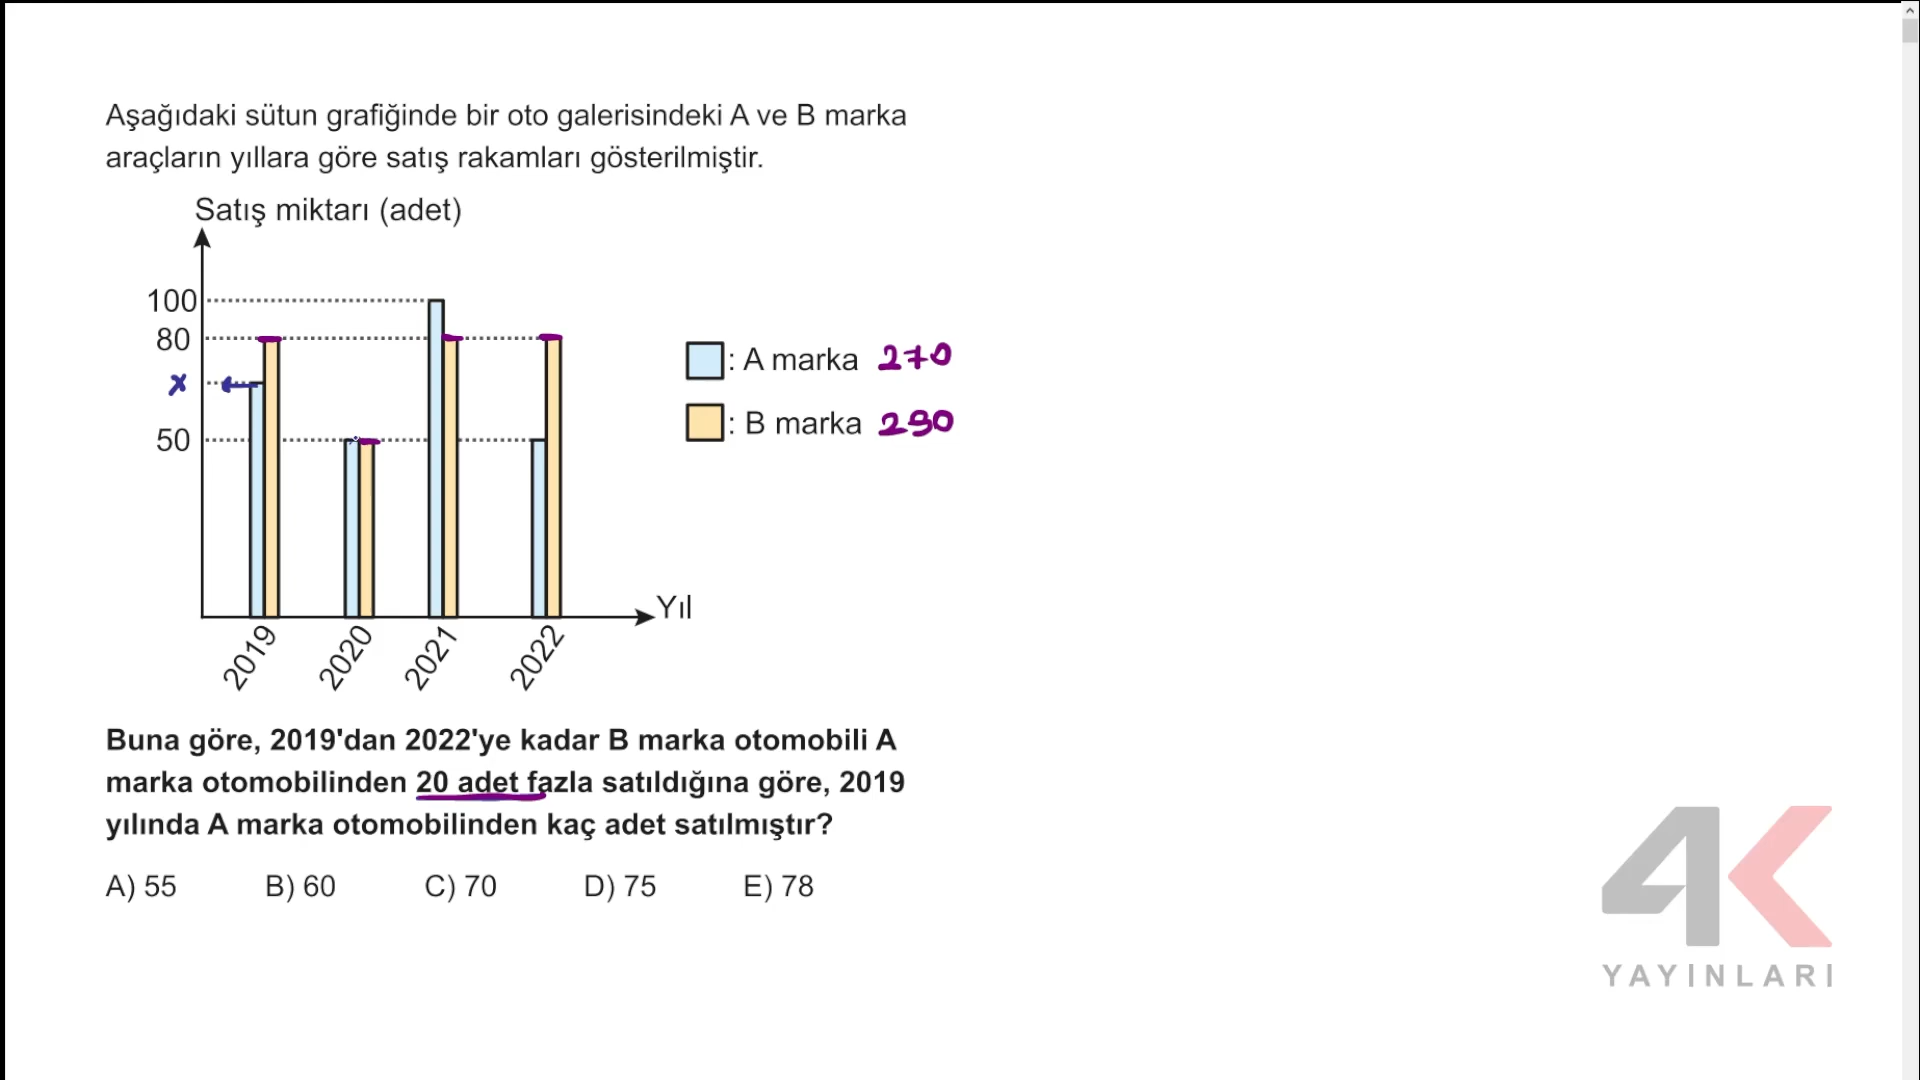 Aşağıdaki sütun grafiğinde bir oto galerisindeki A ve B marka
araçların yıllara göre satış rakamları gösterilmiştir.
Satış miktarı (adet)
100
80
x
50
: A marka 270
: B marka 290
Yıl
2019
2020
2021
2022
Buna göre, 2019'dan 2022'ye kadar B marka otomobili A
marka otomobilinden 20 adet fazla satıldığına göre, 2019
yılında A marka otomobilinden kaç adet satılmıştır?
A) 55 B) 60 C) 70 D) 75 E) 78
4K
YAYINLARI